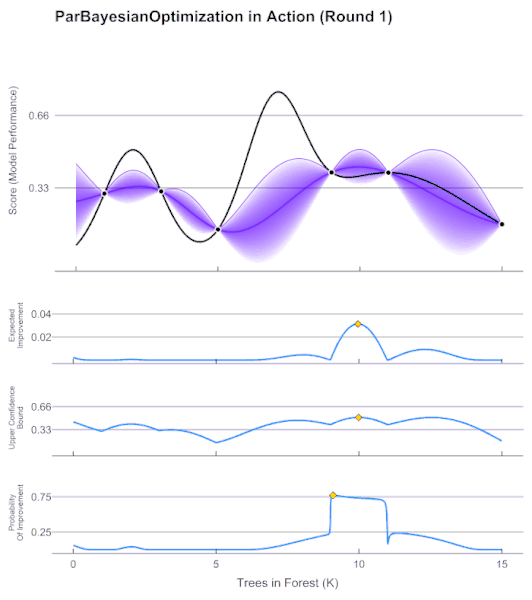 ParBayesianOptimization in Action (Round 1)
Score (Model Performance)
0.66
0.33
Expected
Improvement
0.04
0.02
Upper Confidence
Bound
0.66
0.33
Probability
Of Improvement
0.75
0.25
0 5 10 15
Trees in Forest (K)